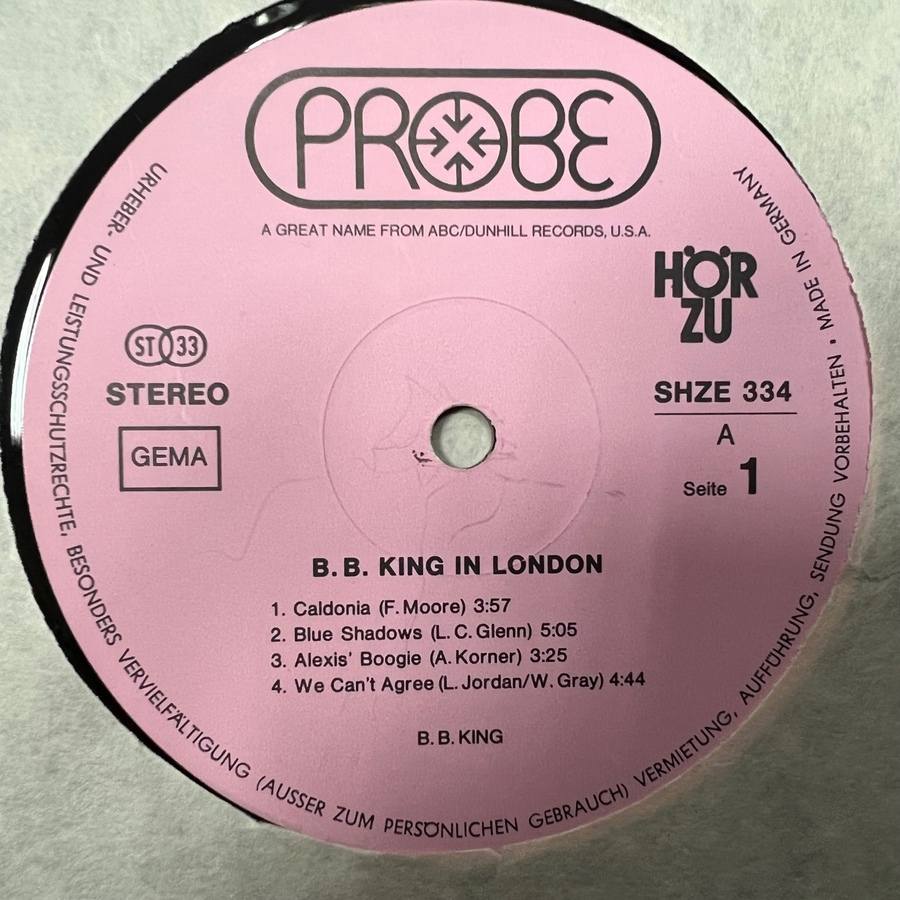 PROBE
A GREAT NAME FROM ABC/DUNHILL RECORDS, U.S.A.
HÖR
ZU
ST 33
STEREO
GEMA
SHZE 334
A
Seite 1
B. B. KING IN LONDON
1. Caldonia (F. Moore) 3:57
2. Blue Shadows (L. C. Glenn) 5:05
3. Alexis' Boogie (A. Korner) 3:25
4. We Can't Agree (L. Jordan/W. Gray) 4:44
B. B. KING
URHEBER- UND LEISTUNGSSCHUTZRECHTE, BESONDERS VERVIELFÄLTIGUNG (AUSSER ZUM PERSÖNLICHEN GEBRAUCH) VERMIETUNG, AUFFÜHRUNG, SENDUNG VORBEHALTEN • MADE IN GERMANY